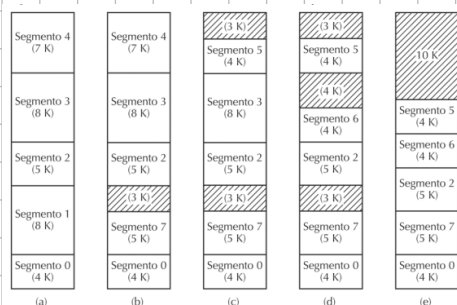 Segmento 4
(7 K)
Segmento 3
(8 K)
Segmento 2
(5 K)
Segmento 1
(8 K)
Segmento 0
(4 K)
(a)
Segmento 4
(7 K)
Segmento 3
(8 K)
Segmento 2
(5 K)
(3 K)
Segmento 7
(5 K)
Segmento 0
(4 K)
(b)
(3 K)
Segmento 5
(4 K)
Segmento 3
(8 K)
Segmento 2
(5 K)
(3 K)
Segmento 7
(5 K)
Segmento 0
(4 K)
(c)
(3 K)
Segmento 5
(4 K)
(4 K)
Segmento 6
(4 K)
Segmento 2
(5 K)
(3 K)
Segmento 7
(5 K)
Segmento 0
(4 K)
(d)
10 K
Segmento 5
(4 K)
Segmento 6
(4 K)
Segmento 2
(5 K)
Segmento 7
(5 K)
Segmento 0
(4 K)
(e)